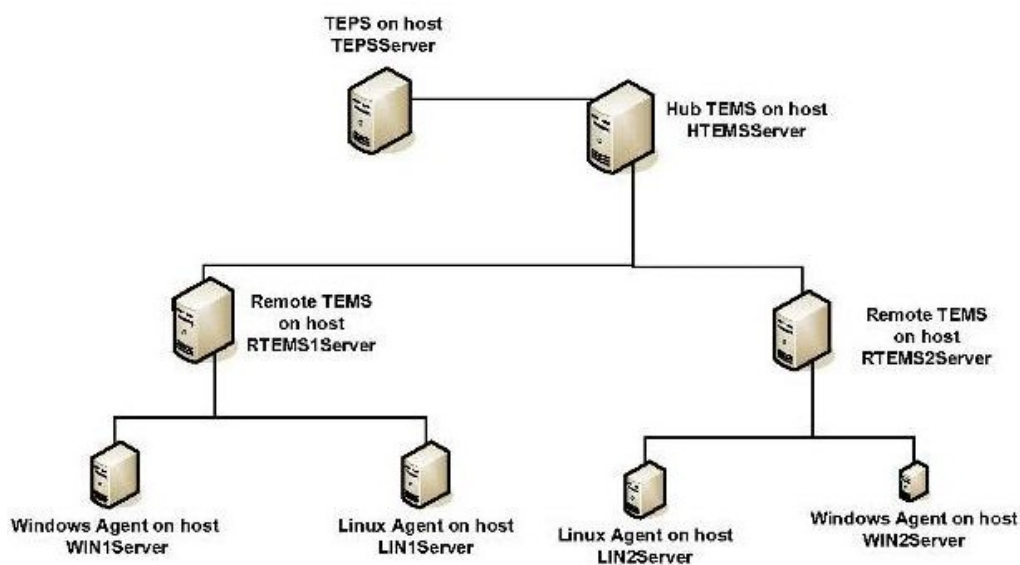 TEPS on host
TEPSServer
Hub TEMS on host
HTEMSServer
Remote TEMS
on host
RTEMS1Server
Remote TEMS
on host
RTEMS2Server
Windows Agent on host
WIN1Server
Linux Agent on host
LIN1Server
Linux Agent on host
LIN2Server
Windows Agent on host
WIN2Server